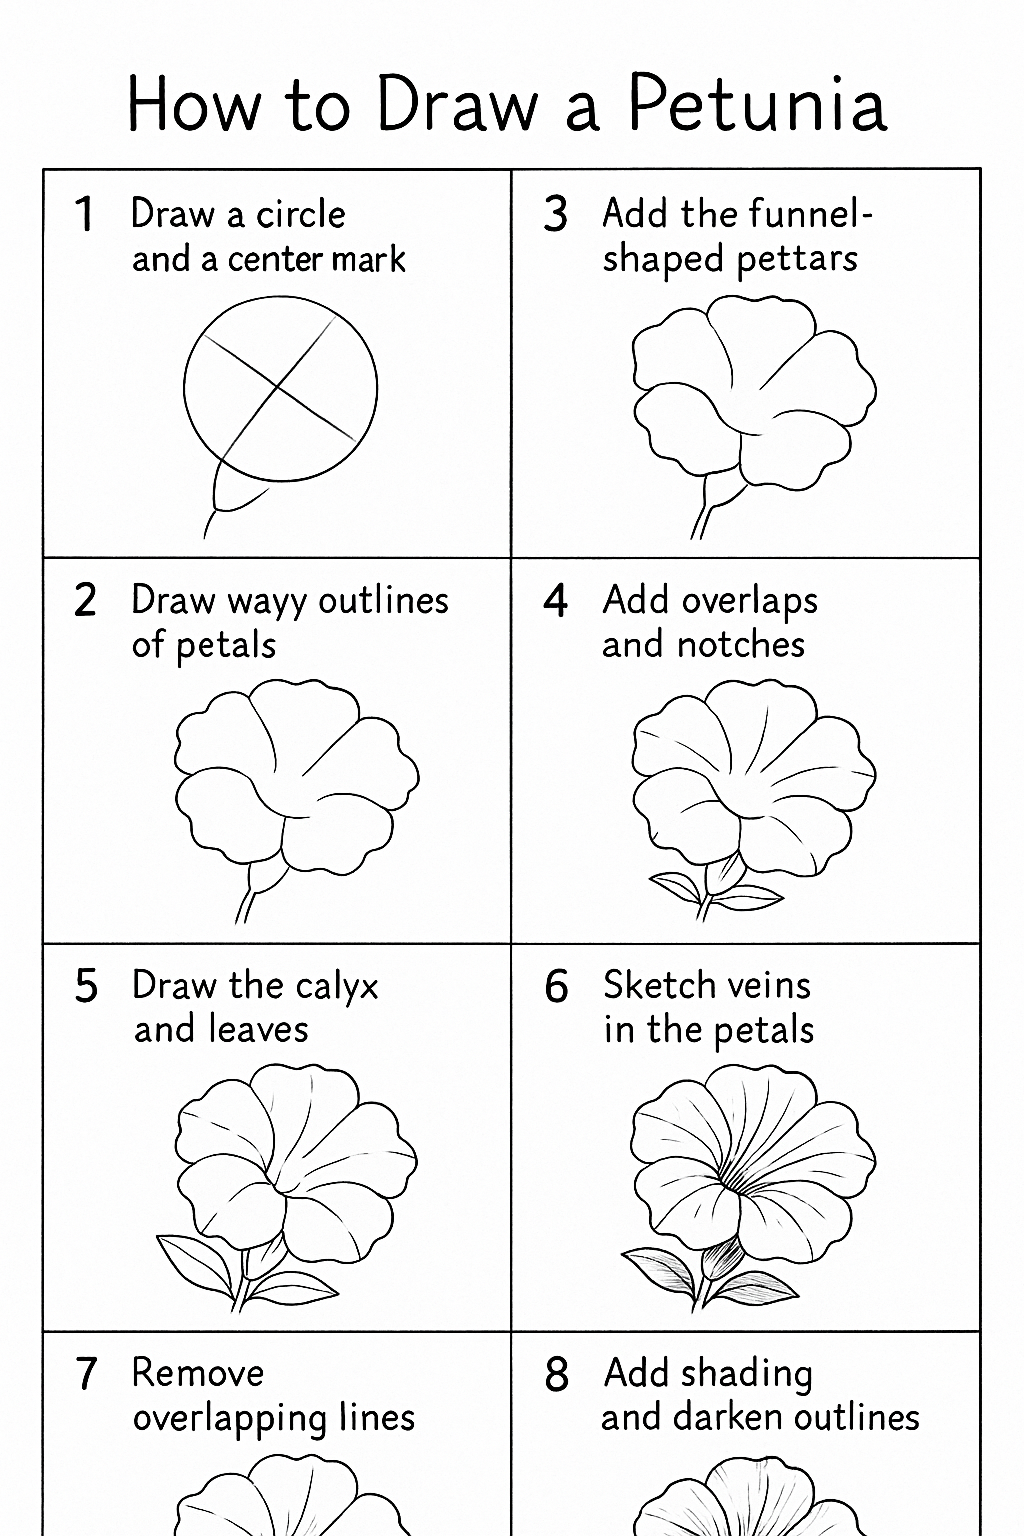 How to Draw a Petunia
1 Draw a circle
and a center mark
3 Add the funnel-
shaped pettars
2 Draw wayy outlines
of petals
4 Add overlaps
and notches
5 Draw the calyx
and leaves
6 Sketch veins
in the petals
7 Remove
overlapping lines
8 Add shading
and darken outlines